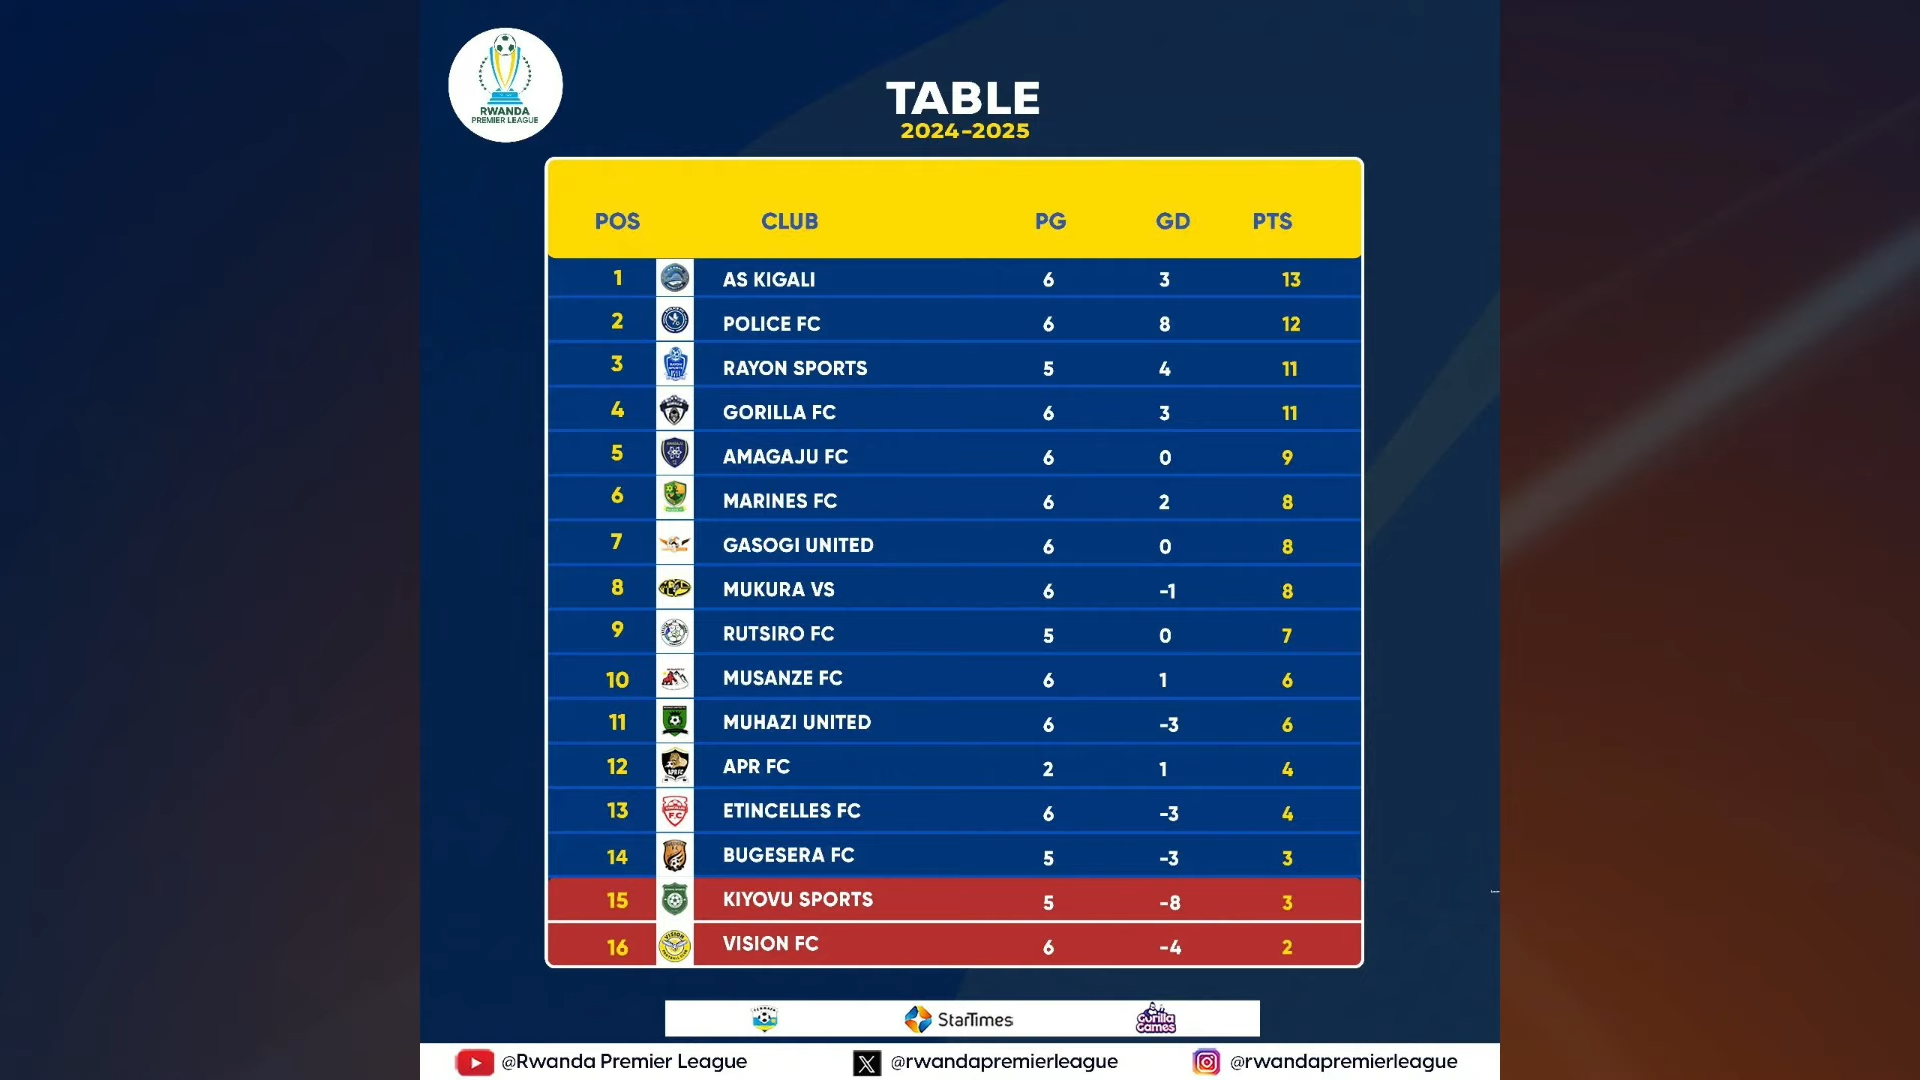 RWANDA
PREMIER LEAGUE
TABLE
2024-2025
POS CLUB PG GD PTS
1 AS KIGALI 6 3 13
2 POLICE FC 6 8 12
3 RAYON SPORTS 5 4 11
4 GORILLA FC 6 3 11
5 AMAGAJU FC 6 0 9
6 MARINES FC 6 2 8
7 GASOGI UNITED 6 0 8
8 MUKURA VS 6 -1 8
9 RUTSIRO FC 5 0 7
10 MUSANZE FC 6 1 6
11 MUHAZI UNITED 6 -3 6
12 APR FC 2 1 4
13 ETINCELLES FC 6 -3 4
14 BUGESERA FC 5 -3 3
15 KIYOVU SPORTS 5 -8 3
16 VISION FC 6 -4 2
StarTimes
Gorilla
Games
@Rwanda Premier League @rwandapremierleague @rwandapremierleague